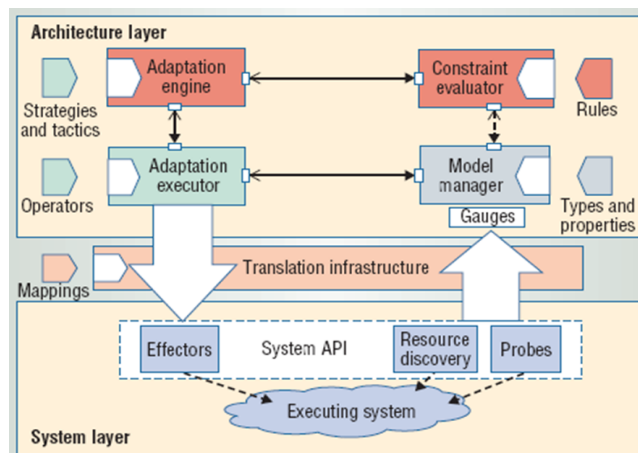 Architecture layer
Adaptation
engine
Constraint
evaluator
Strategies
and tactics
Rules
Adaptation
executor
Model
manager
Operators
Gauges
Types and
properties
Translation infrastructure
Mappings
Effectors
System API
Resource
discovery
Probes
Executing system
System layer